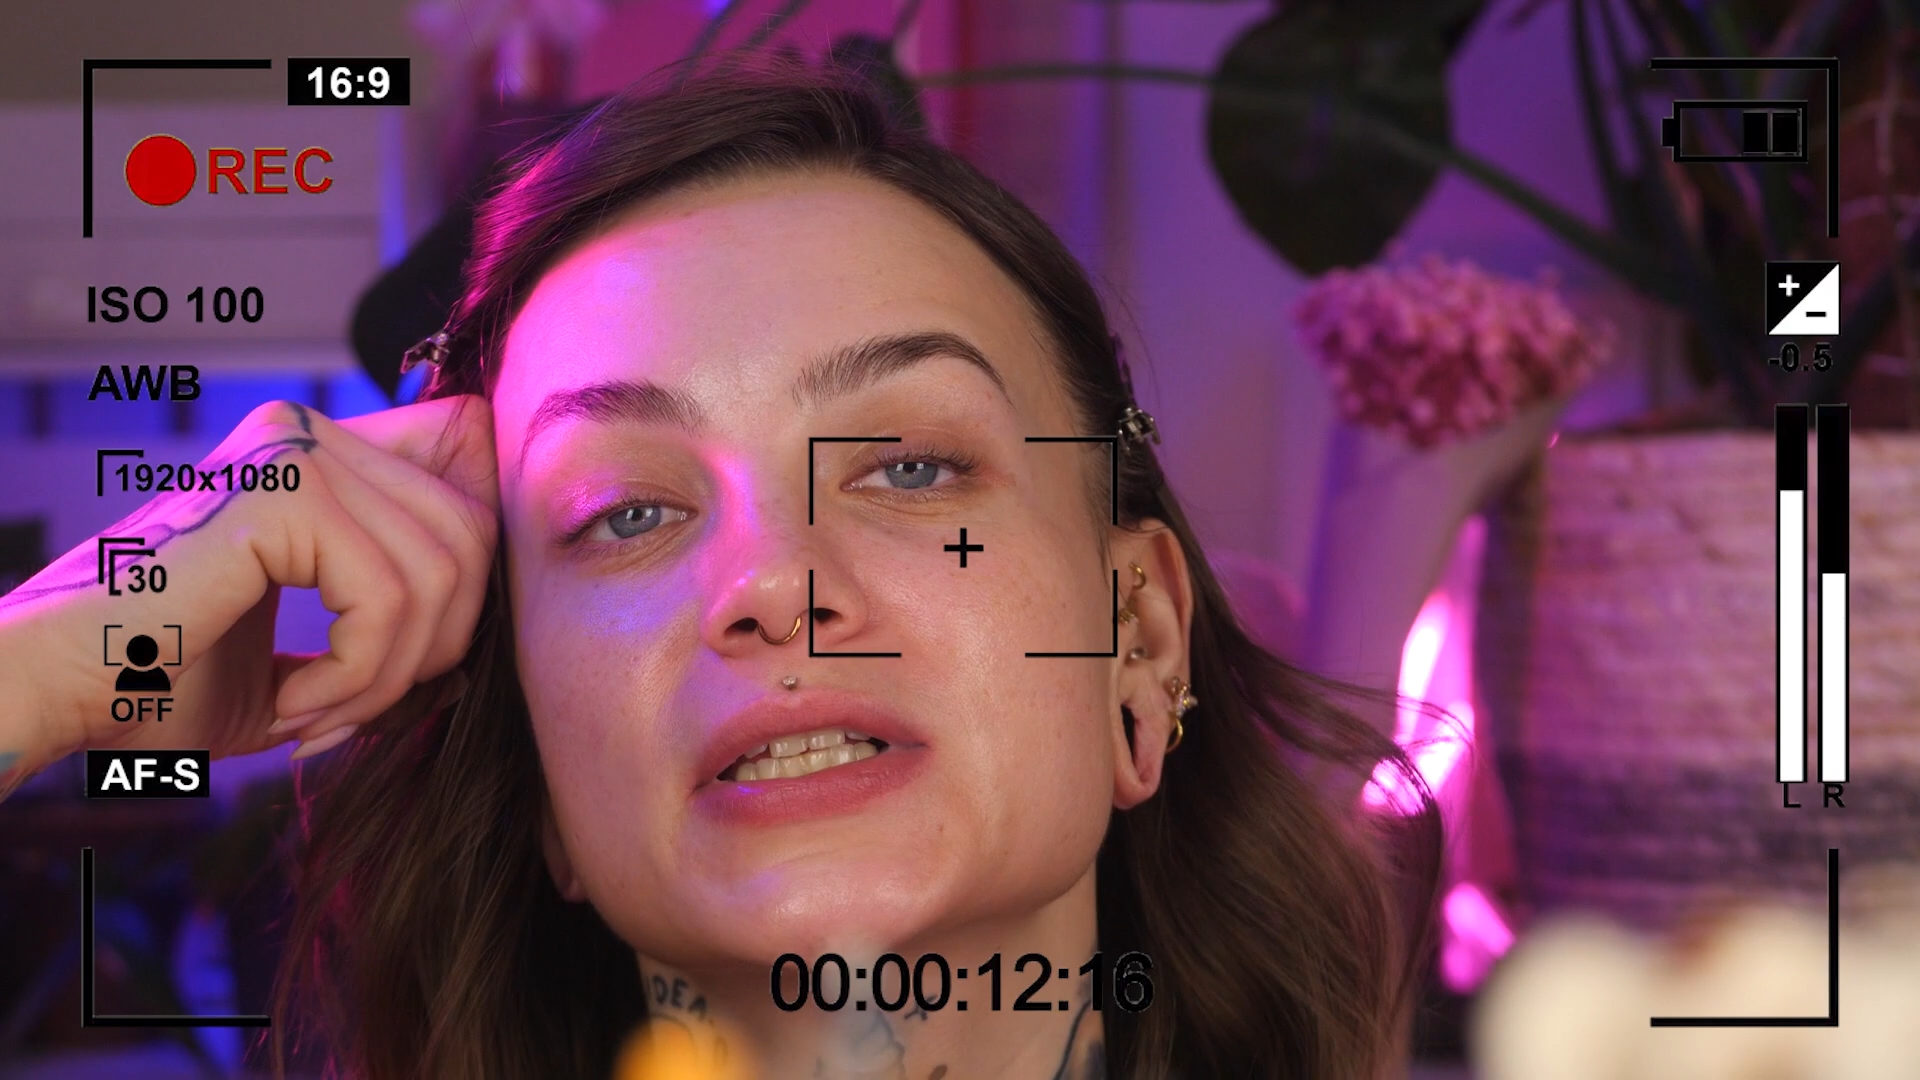 16:9
REC
ISO 100
AWB
1920x1080
30
OFF
AF-S
-0.5
L R
00:00:12:16